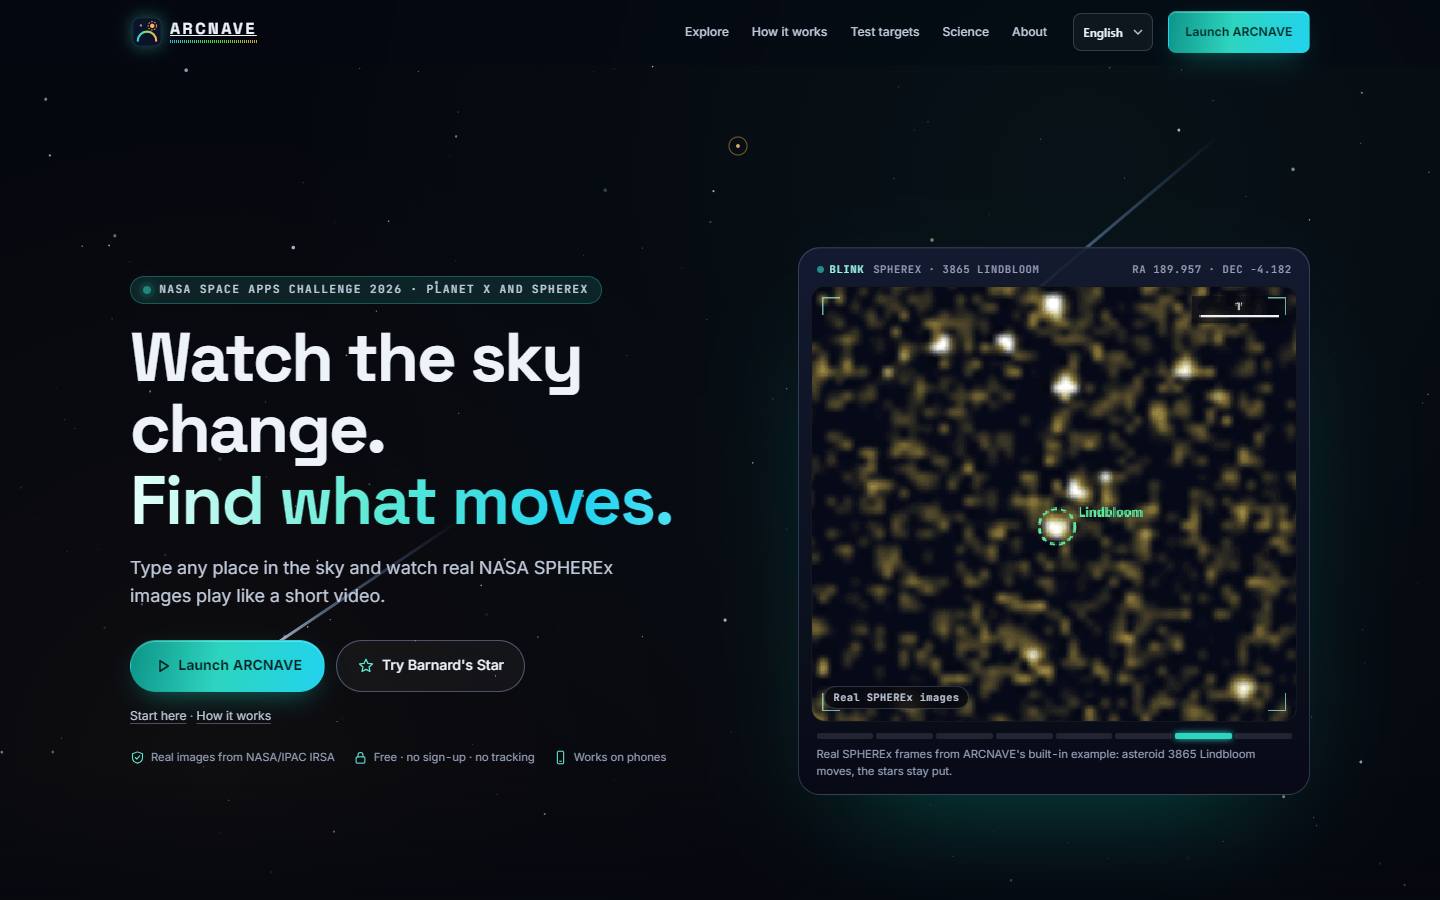 ARCNAVE
Explore
How it works
Test targets
Science
About
English
Launch ARCNAVE
NASA SPACE APPS CHALLENGE 2026 · PLANET X AND SPHEREX
Watch the sky
change.
Find what moves.
Type any place in the sky and watch real NASA SPHEREx
images play like a short video.
Launch ARCNAVE
Try Barnard's Star
Start here · How it works
Real images from NASA/IPAC IRSA
Free · no sign-up · no tracking
Works on phones
BLINK SPHEREX · 3865 LINDBLOOM
RA 189.957 · DEC -4.182
Lindbloom
Real SPHEREx images
Real SPHEREx frames from ARCNAVE's built-in example: asteroid 3865 Lindbloom
moves, the stars stay put.